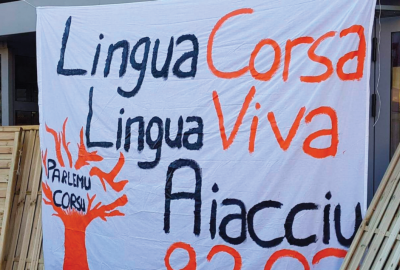 Lingua Corsa
Lingua Viva
PARLEMU
CORSU
Aiacciu